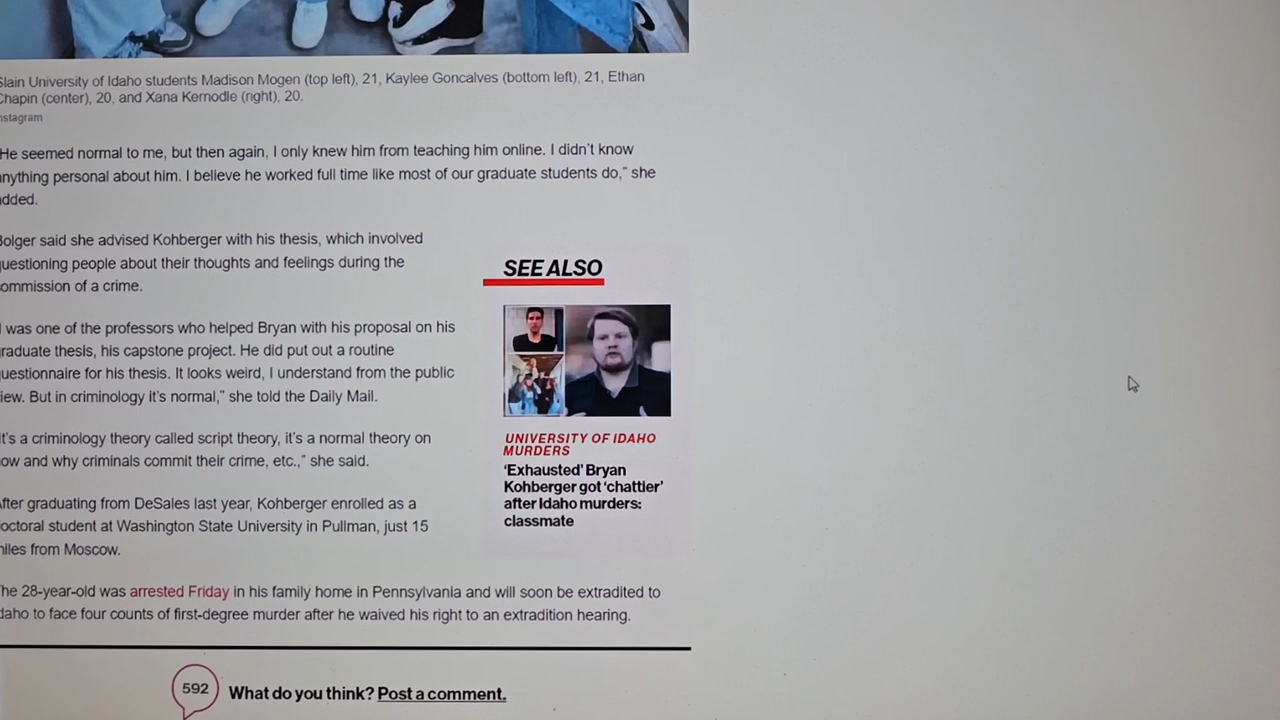 Slain University of Idaho students Madison Mogen (top left), 21, Kaylee Goncalves (bottom left), 21, Ethan
Chapin (center), 20, and Xana Kernodle (right), 20.
nstagram
He seemed normal to me, but then again, I only knew him from teaching him online. I didn't know
nything personal about him. I believe he worked full time like most of our graduate students do," she
dded.
Bolger said she advised Kohberger with his thesis, which involved
uestioning people about their thoughts and feelings during the
ommission of a crime.
I was one of the professors who helped Bryan with his proposal on his
raduate thesis, his capstone project. He did put out a routine
uestionnaire for his thesis. It looks weird, I understand from the public
iew. But in criminology it's normal," she told the Daily Mail.
It's a criminology theory called script theory, it's a normal theory on
ow and why criminals commit their crime, etc.," she said.
After graduating from DeSales last year, Kohberger enrolled as a
octoral student at Washington State University in Pullman, just 15
niles from Moscow.
SEE ALSO
UNIVERSITY OF IDAHO
MURDERS
'Exhausted' Bryan
Kohberger got 'chattier'
after Idaho murders:
classmate
The 28-year-old was arrested Friday in his family home in Pennsylvania and will soon be extradited to
daho to face four counts of first-degree murder after he waived his right to an extradition hearing.
592
What do you think? Post a comment.